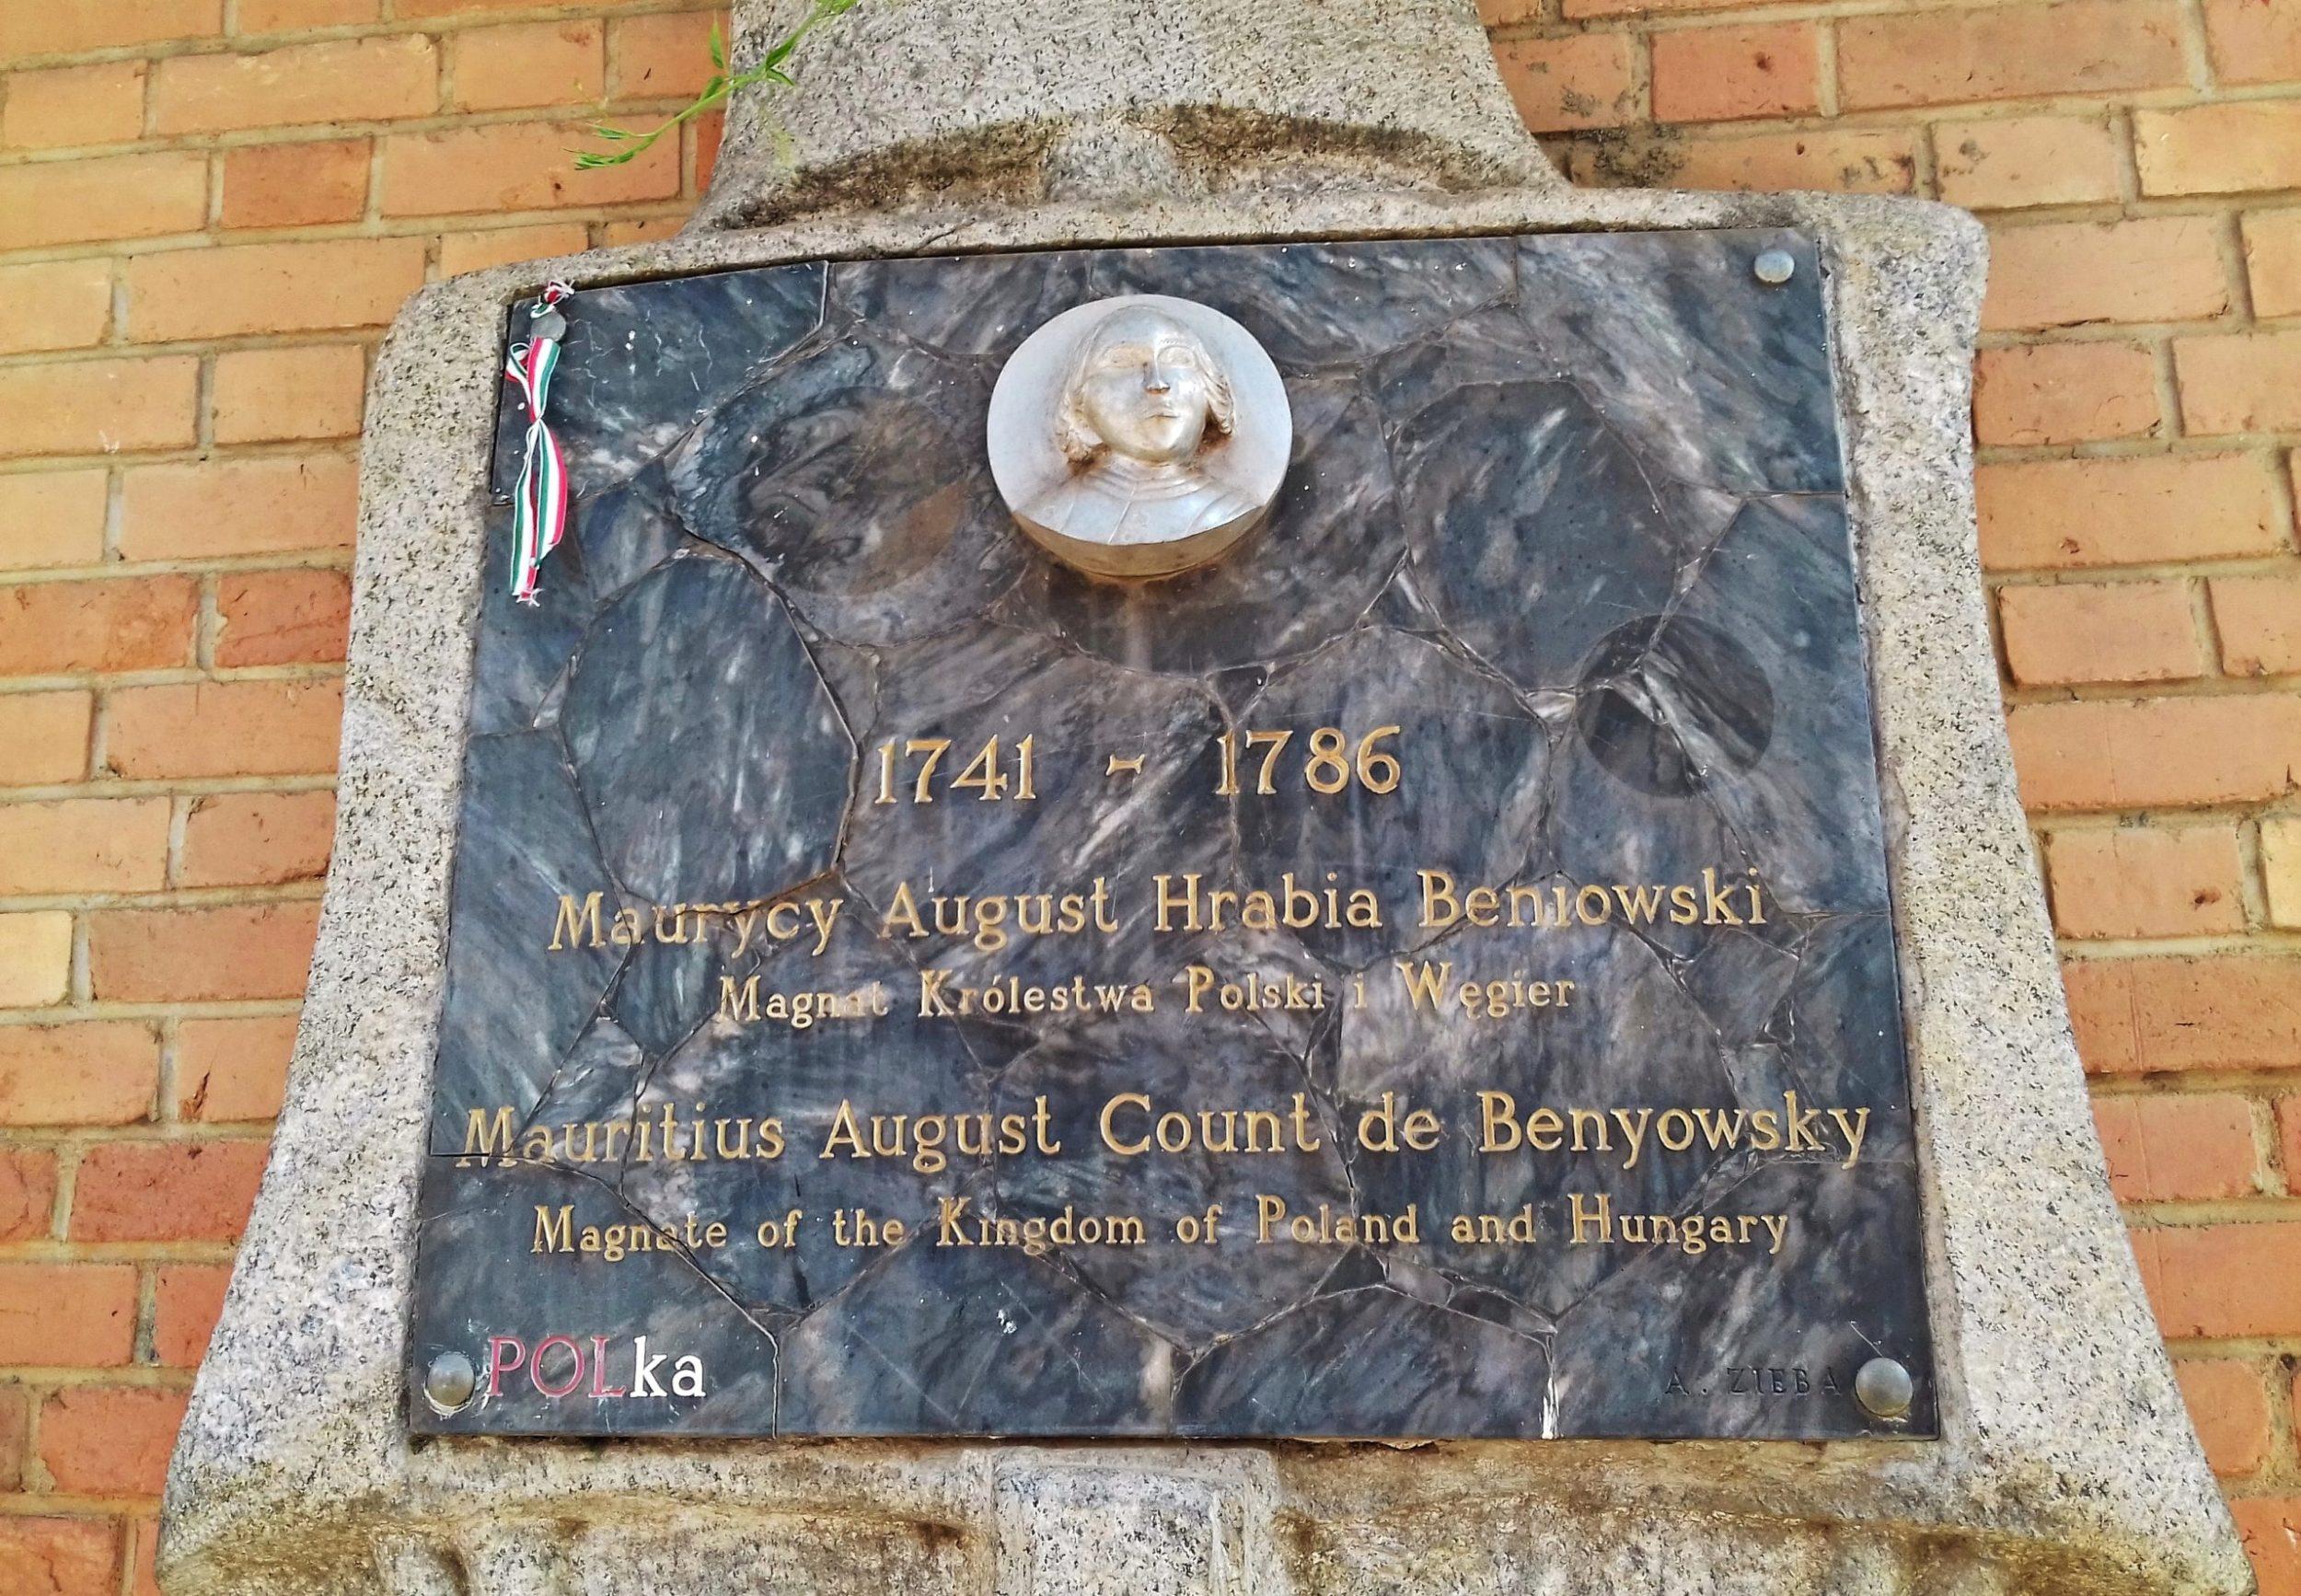 1741 - 1786
Maurycy August Hrabia Beniowski
Magnat Królestwa Polski i Węgier
Mauritius August Count de Benyowsky
Magnate of the Kingdom of Poland and Hungary
POLka
A. ZIEBA